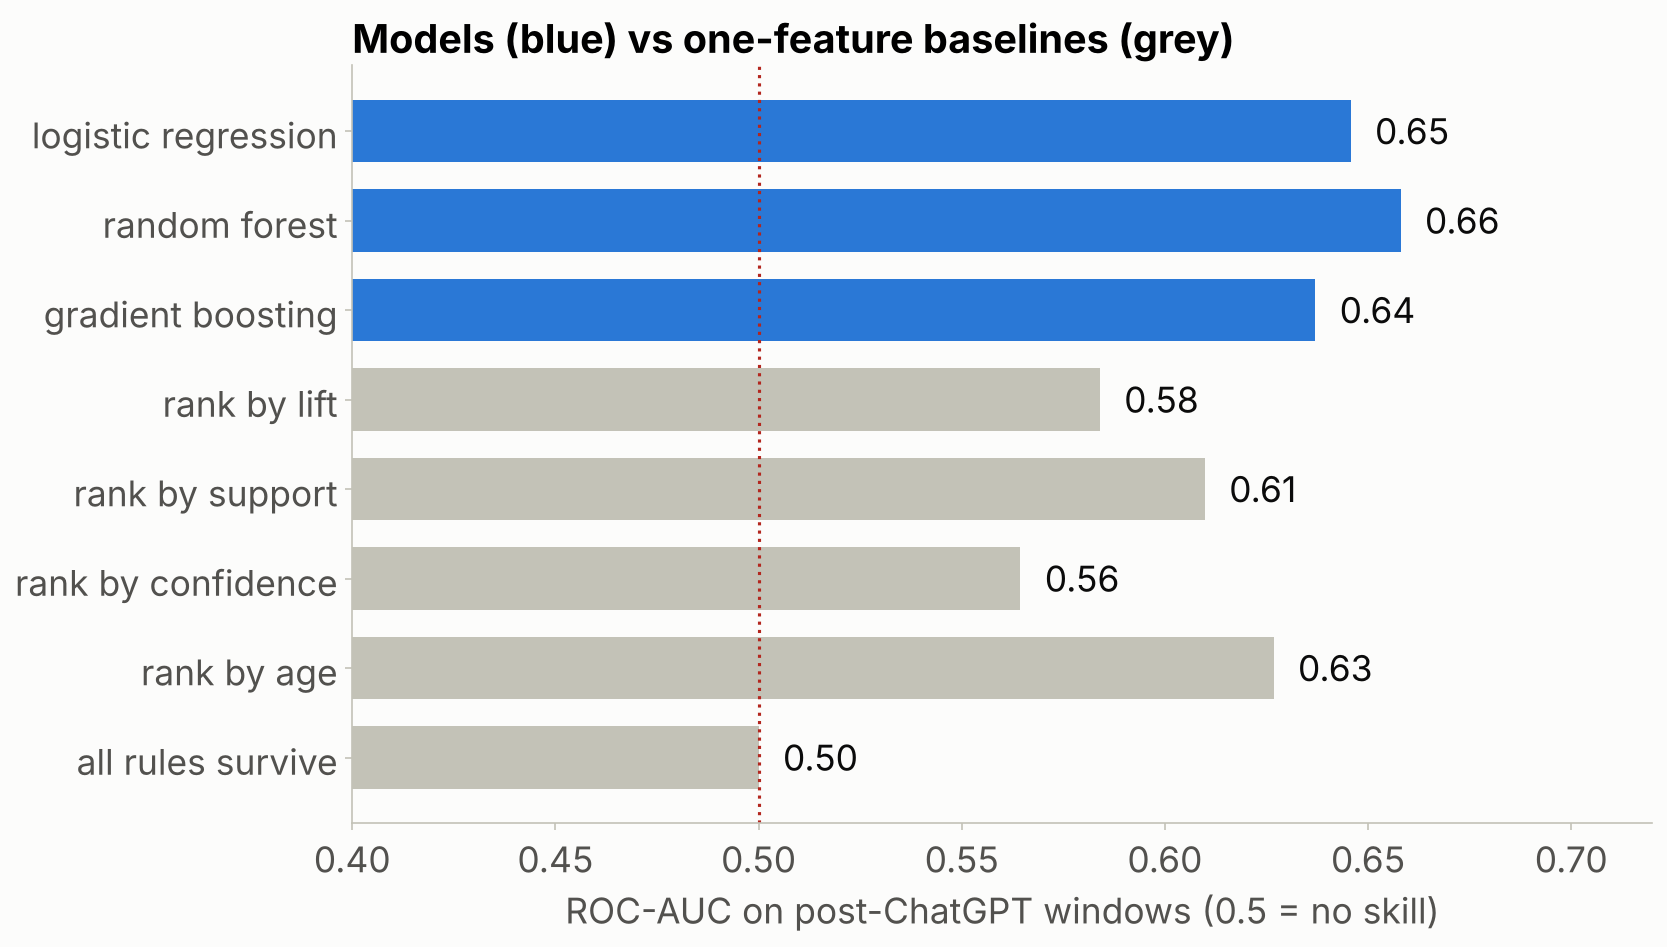 Models (blue) vs one-feature baselines (grey)
logistic regression 0.65
random forest 0.66
gradient boosting 0.64
rank by lift 0.58
rank by support 0.61
rank by confidence 0.56
rank by age 0.63
all rules survive 0.50
0.40 0.45 0.50 0.55 0.60 0.65 0.70
ROC-AUC on post-ChatGPT windows (0.5 = no skill)